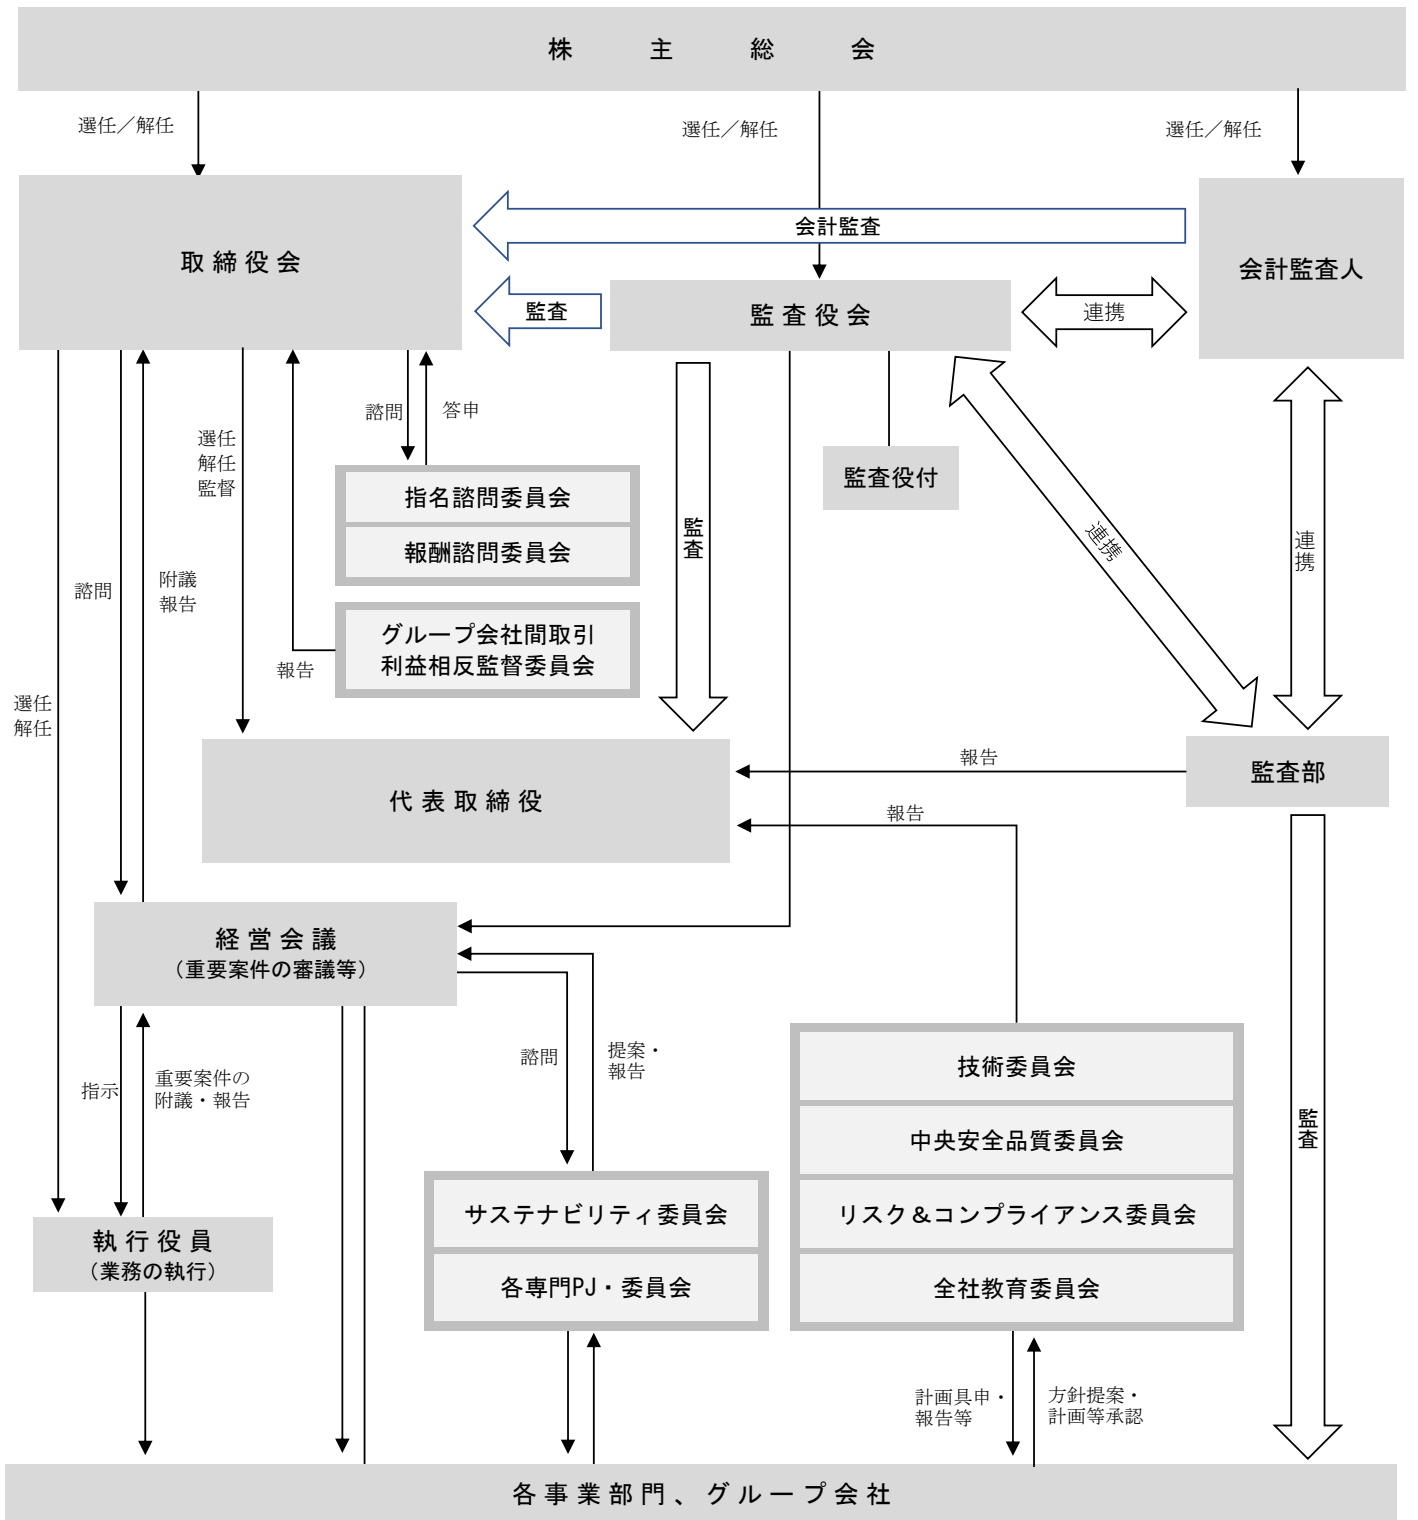 株主総会
選任／解任
選任／解任
選任／解任
取締役会
会計監査
会計監査人
監査
監査役会
連携
諮問
答申
選任
解任
監督
監査役付
指名諮問委員会
報酬諮問委員会
監査
連携
連携
諮問
附議
報告
グループ会社間取引
利益相反監督委員会
報告
選任
解任
報告
監査部
代表取締役
報告
経営会議
（重要案件の審議等）
諮問
提案・
報告
指示
重要案件の
附議・報告
技術委員会
中央安全品質委員会
リスク＆コンプライアンス委員会
全社教育委員会
監査
サステナビリティ委員会
各専門PJ・委員会
執行役員
（業務の執行）
計画具申・
報告等
方針提案・
計画等承認
各事業部門、グループ会社